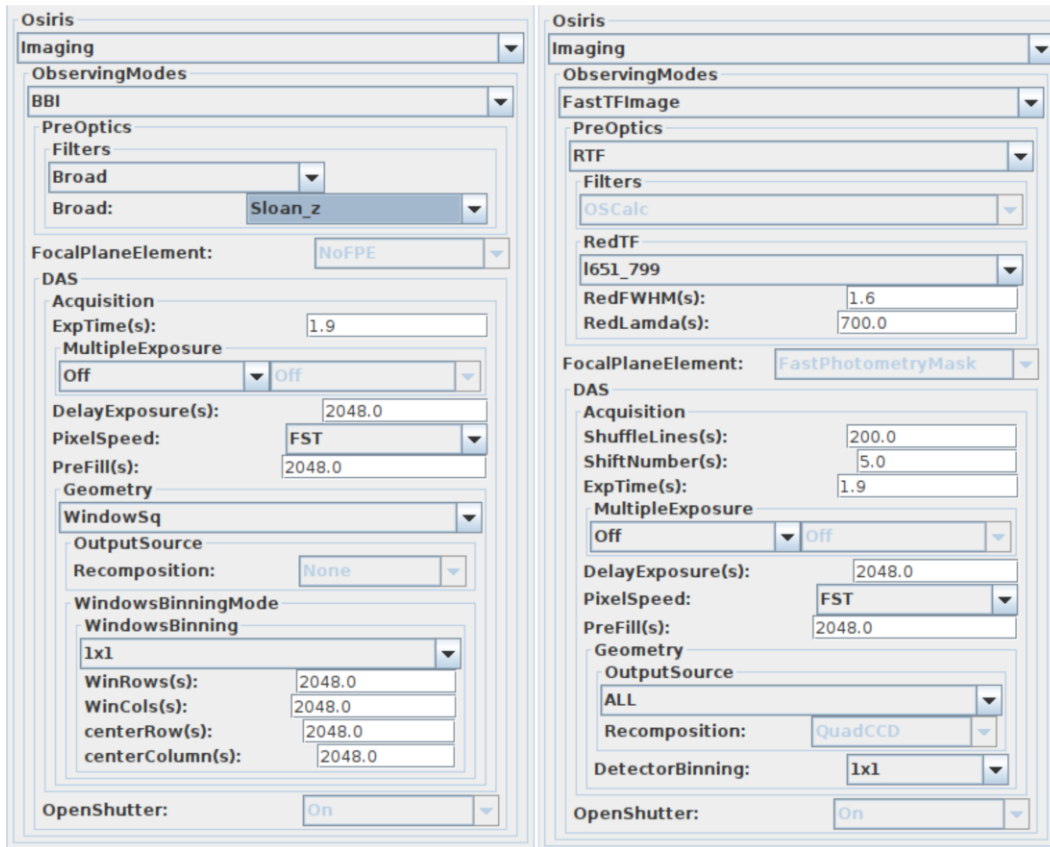 Osiris
Imaging
ObservingModes
BBI
PreOptics
Filters
Broad
Broad: Sloan_z
FocalPlaneElement: NoFPE
DAS
Acquisition
ExpTime(s): 1.9
MultipleExposure
Off Off
DelayExposure(s): 2048.0
PixelSpeed: FST
PreFill(s): 2048.0
Geometry
WindowSq
OutputSource
Recomposition: None
WindowsBinningMode
WindowsBinning
1x1
WinRows(s): 2048.0
WinCols(s): 2048.0
centerRow(s): 2048.0
centerColumn(s): 2048.0
OpenShutter: On
Osiris
Imaging
ObservingModes
FastTFImage
PreOptics
RTF
Filters
OSCalc
RedTF
l651_799
RedFWHM(s): 1.6
RedLamda(s): 700.0
FocalPlaneElement: FastPhotometryMask
DAS
Acquisition
ShuffleLines(s): 200.0
ShiftNumber(s): 5.0
ExpTime(s): 1.9
MultipleExposure
Off Off
DelayExposure(s): 2048.0
PixelSpeed: FST
PreFill(s): 2048.0
Geometry
OutputSource
ALL
Recomposition: QuadCCD
DetectorBinning: 1x1
OpenShutter: On